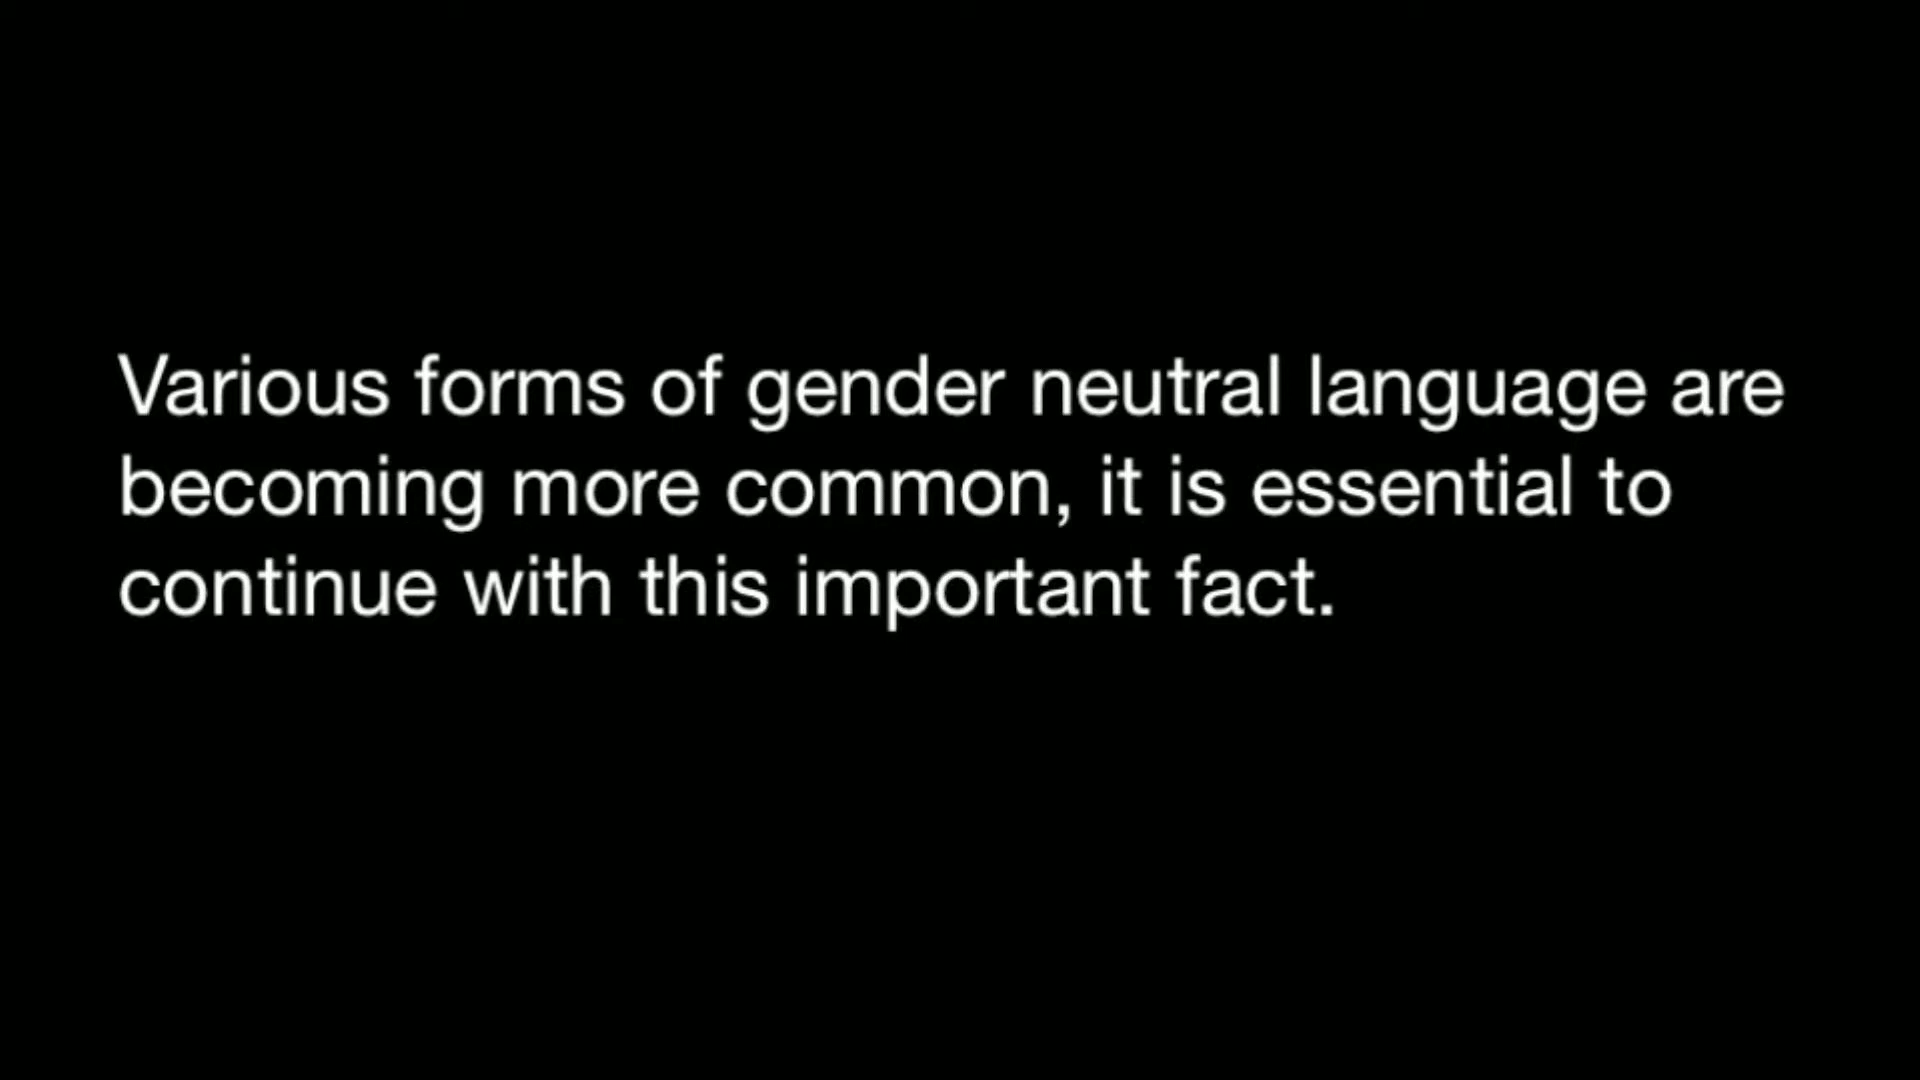 Various forms of gender neutral language are
becoming more common, it is essential to
continue with this important fact.